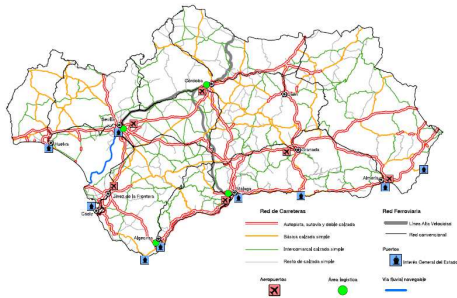 Córdoba
Sevilla
Huelva
Granada
Jerez de la Frontera
Cádiz
Málaga
Almería
Algeciras
Red de Carreteras
Autopista, autovía y doble calzada
Básica calzada simple
Intercomarcal calzada simple
Resto de calzada simple
Red Ferroviaria
Línea Alta Velocidad
Red convencional
Puertos
Interés General del Estado
Aeropuertos
Área logística
Vía fluvial navegable